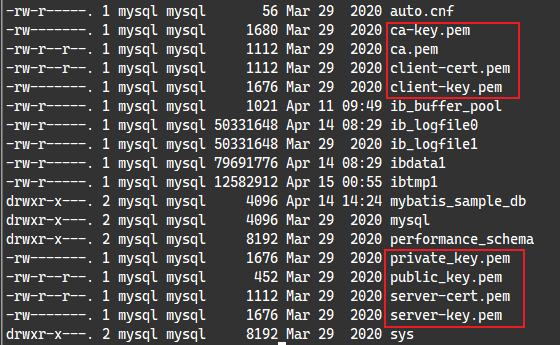 -rw-r-----. 1 mysql mysql       56 Mar 29  2020 auto.cnf
-rw-------. 1 mysql mysql     1680 Mar 29  2020 ca-key.pem
-rw-r--r--. 1 mysql mysql     1112 Mar 29  2020 ca.pem
-rw-r--r--. 1 mysql mysql     1112 Mar 29  2020 client-cert.pem
-rw-------. 1 mysql mysql     1676 Mar 29  2020 client-key.pem
-rw-r-----. 1 mysql mysql     1021 Apr 11 09:49 ib_buffer_pool
-rw-r-----. 1 mysql mysql 50331648 Apr 14 08:29 ib_logfile0
-rw-r-----. 1 mysql mysql 50331648 Mar 29  2020 ib_logfile1
-rw-r-----. 1 mysql mysql 79691776 Apr 14 08:29 ibdata1
-rw-r-----. 1 mysql mysql 12582912 Apr 15 00:55 ibtmp1
drwxr-x---. 2 mysql mysql     4096 Apr 14 14:24 mybatis_sample_db
drwxr-x---. 2 mysql mysql     4096 Mar 29  2020 mysql
drwxr-x---. 2 mysql mysql     8192 Mar 29  2020 performance_schema
-rw-------. 1 mysql mysql     1676 Mar 29  2020 private_key.pem
-rw-r--r--. 1 mysql mysql      452 Mar 29  2020 public_key.pem
-rw-r--r--. 1 mysql mysql     1112 Mar 29  2020 server-cert.pem
-rw-------. 1 mysql mysql     1676 Mar 29  2020 server-key.pem
drwxr-x---. 2 mysql mysql     8192 Mar 29  2020 sys